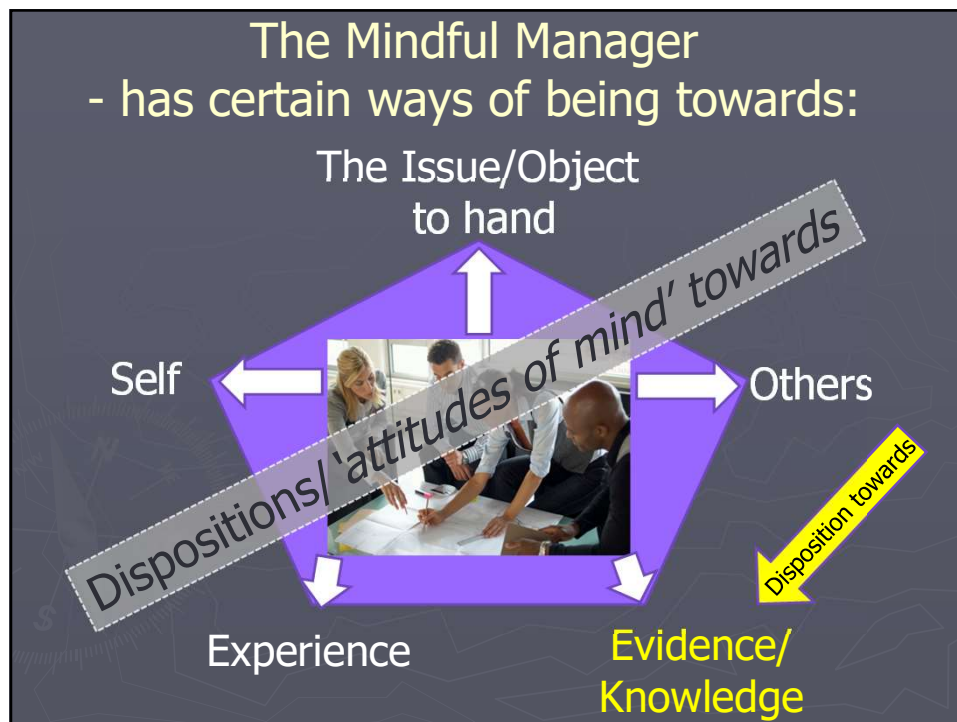 The Mindful Manager
- has certain ways of being towards:
The Issue/Object
to hand
Dispositions/‘attitudes of mind’ towards
Self
Others
Disposition towards
Experience
Evidence/
Knowledge
S